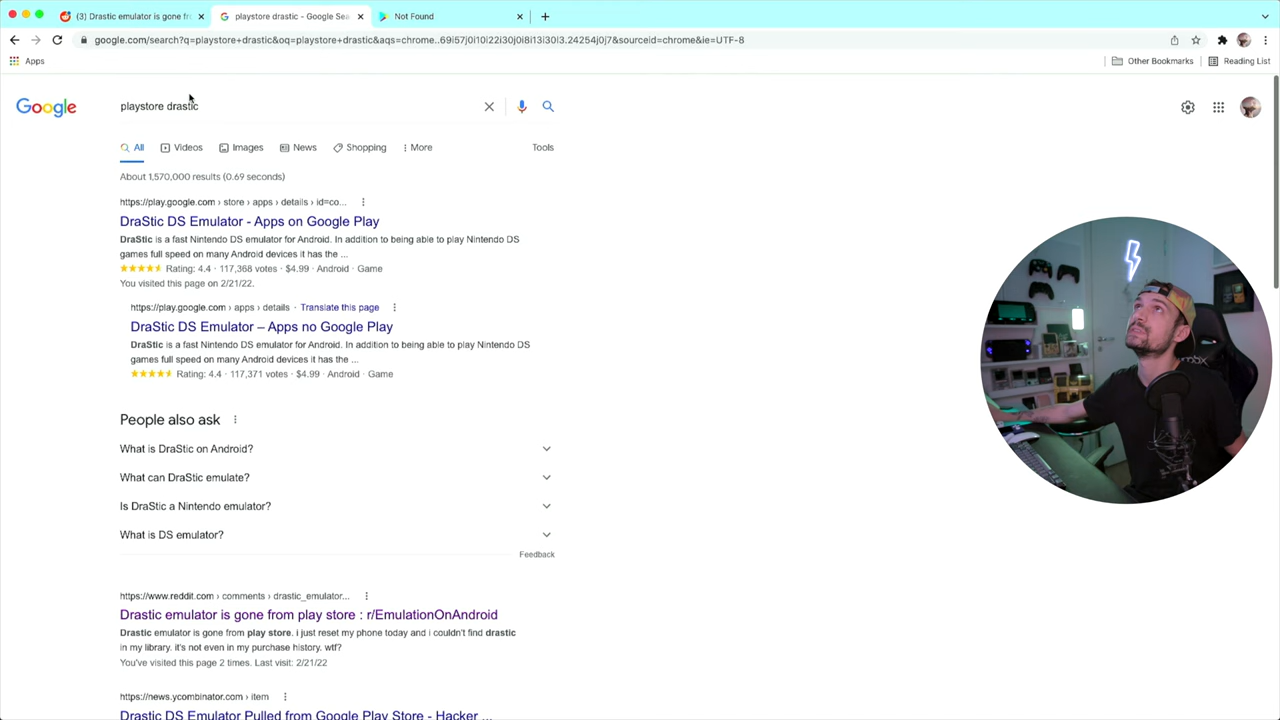 (3) Drastic emulator is gone fr
playstore drastic - Google Sea
Not Found
google.com/search?q=playstore+drastic&oq=playstore+drastic&aqs=chrome..69i57j0i10i22i30j0i8i13i30l3.24254j0j7&sourceid=chrome&ie=UTF-8
Apps
Other Bookmarks
Reading List
Google
playstore drastic
All
Videos
Images
News
Shopping
More
Tools
About 1,570,000 results (0.69 seconds)
https://play.google.com › store › apps › details › id=co...
DraStic DS Emulator - Apps on Google Play
DraStic is a fast Nintendo DS emulator for Android. In addition to being able to play Nintendo DS
games full speed on many Android devices it has the ...
Rating: 4.4 · 117,368 votes · $4.99 · Android · Game
You visited this page on 2/21/22.
https://play.google.com › apps › details · Translate this page
DraStic DS Emulator – Apps no Google Play
DraStic is a fast Nintendo DS emulator for Android. In addition to being able to play Nintendo DS
games full speed on many Android devices it has the ...
Rating: 4.4 · 117,371 votes · $4.99 · Android · Game
People also ask
What is DraStic on Android?
What can DraStic emulate?
Is DraStic a Nintendo emulator?
What is DS emulator?
Feedback
https://www.reddit.com › comments › drastic_emulator...
Drastic emulator is gone from play store : r/EmulationOnAndroid
Drastic emulator is gone from play store. i just reset my phone today and i couldn't find drastic
in my library. it's not even in my purchase history. wtf?
You've visited this page 2 times. Last visit: 2/21/22
https://news.ycombinator.com › item
Drastic DS Emulator Pulled from Google Play Store - Hacker ...